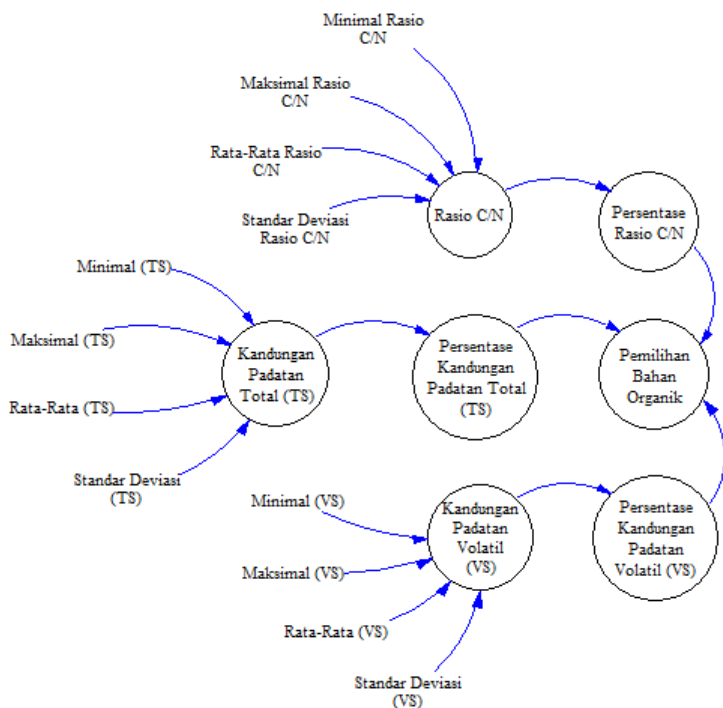 Minimal Rasio
C/N
Maksimal Rasio
C/N
Rata-Rata Rasio
C/N
Standar Deviasi
Rasio C/N
Rasio C/N
Persentase
Rasio C/N
Minimal (TS)
Maksimal (TS)
Rata-Rata (TS)
Standar Deviasi
(TS)
Kandungan
Padatan
Total (TS)
Persentase
Kandungan
Padatan Total
(TS)
Pemilihan
Bahan
Organik
Minimal (VS)
Maksimal (VS)
Rata-Rata (VS)
Standar Deviasi
(VS)
Kandungan
Padatan
Volatil
(VS)
Persentase
Kandungan
Padatan
Volatil (VS)